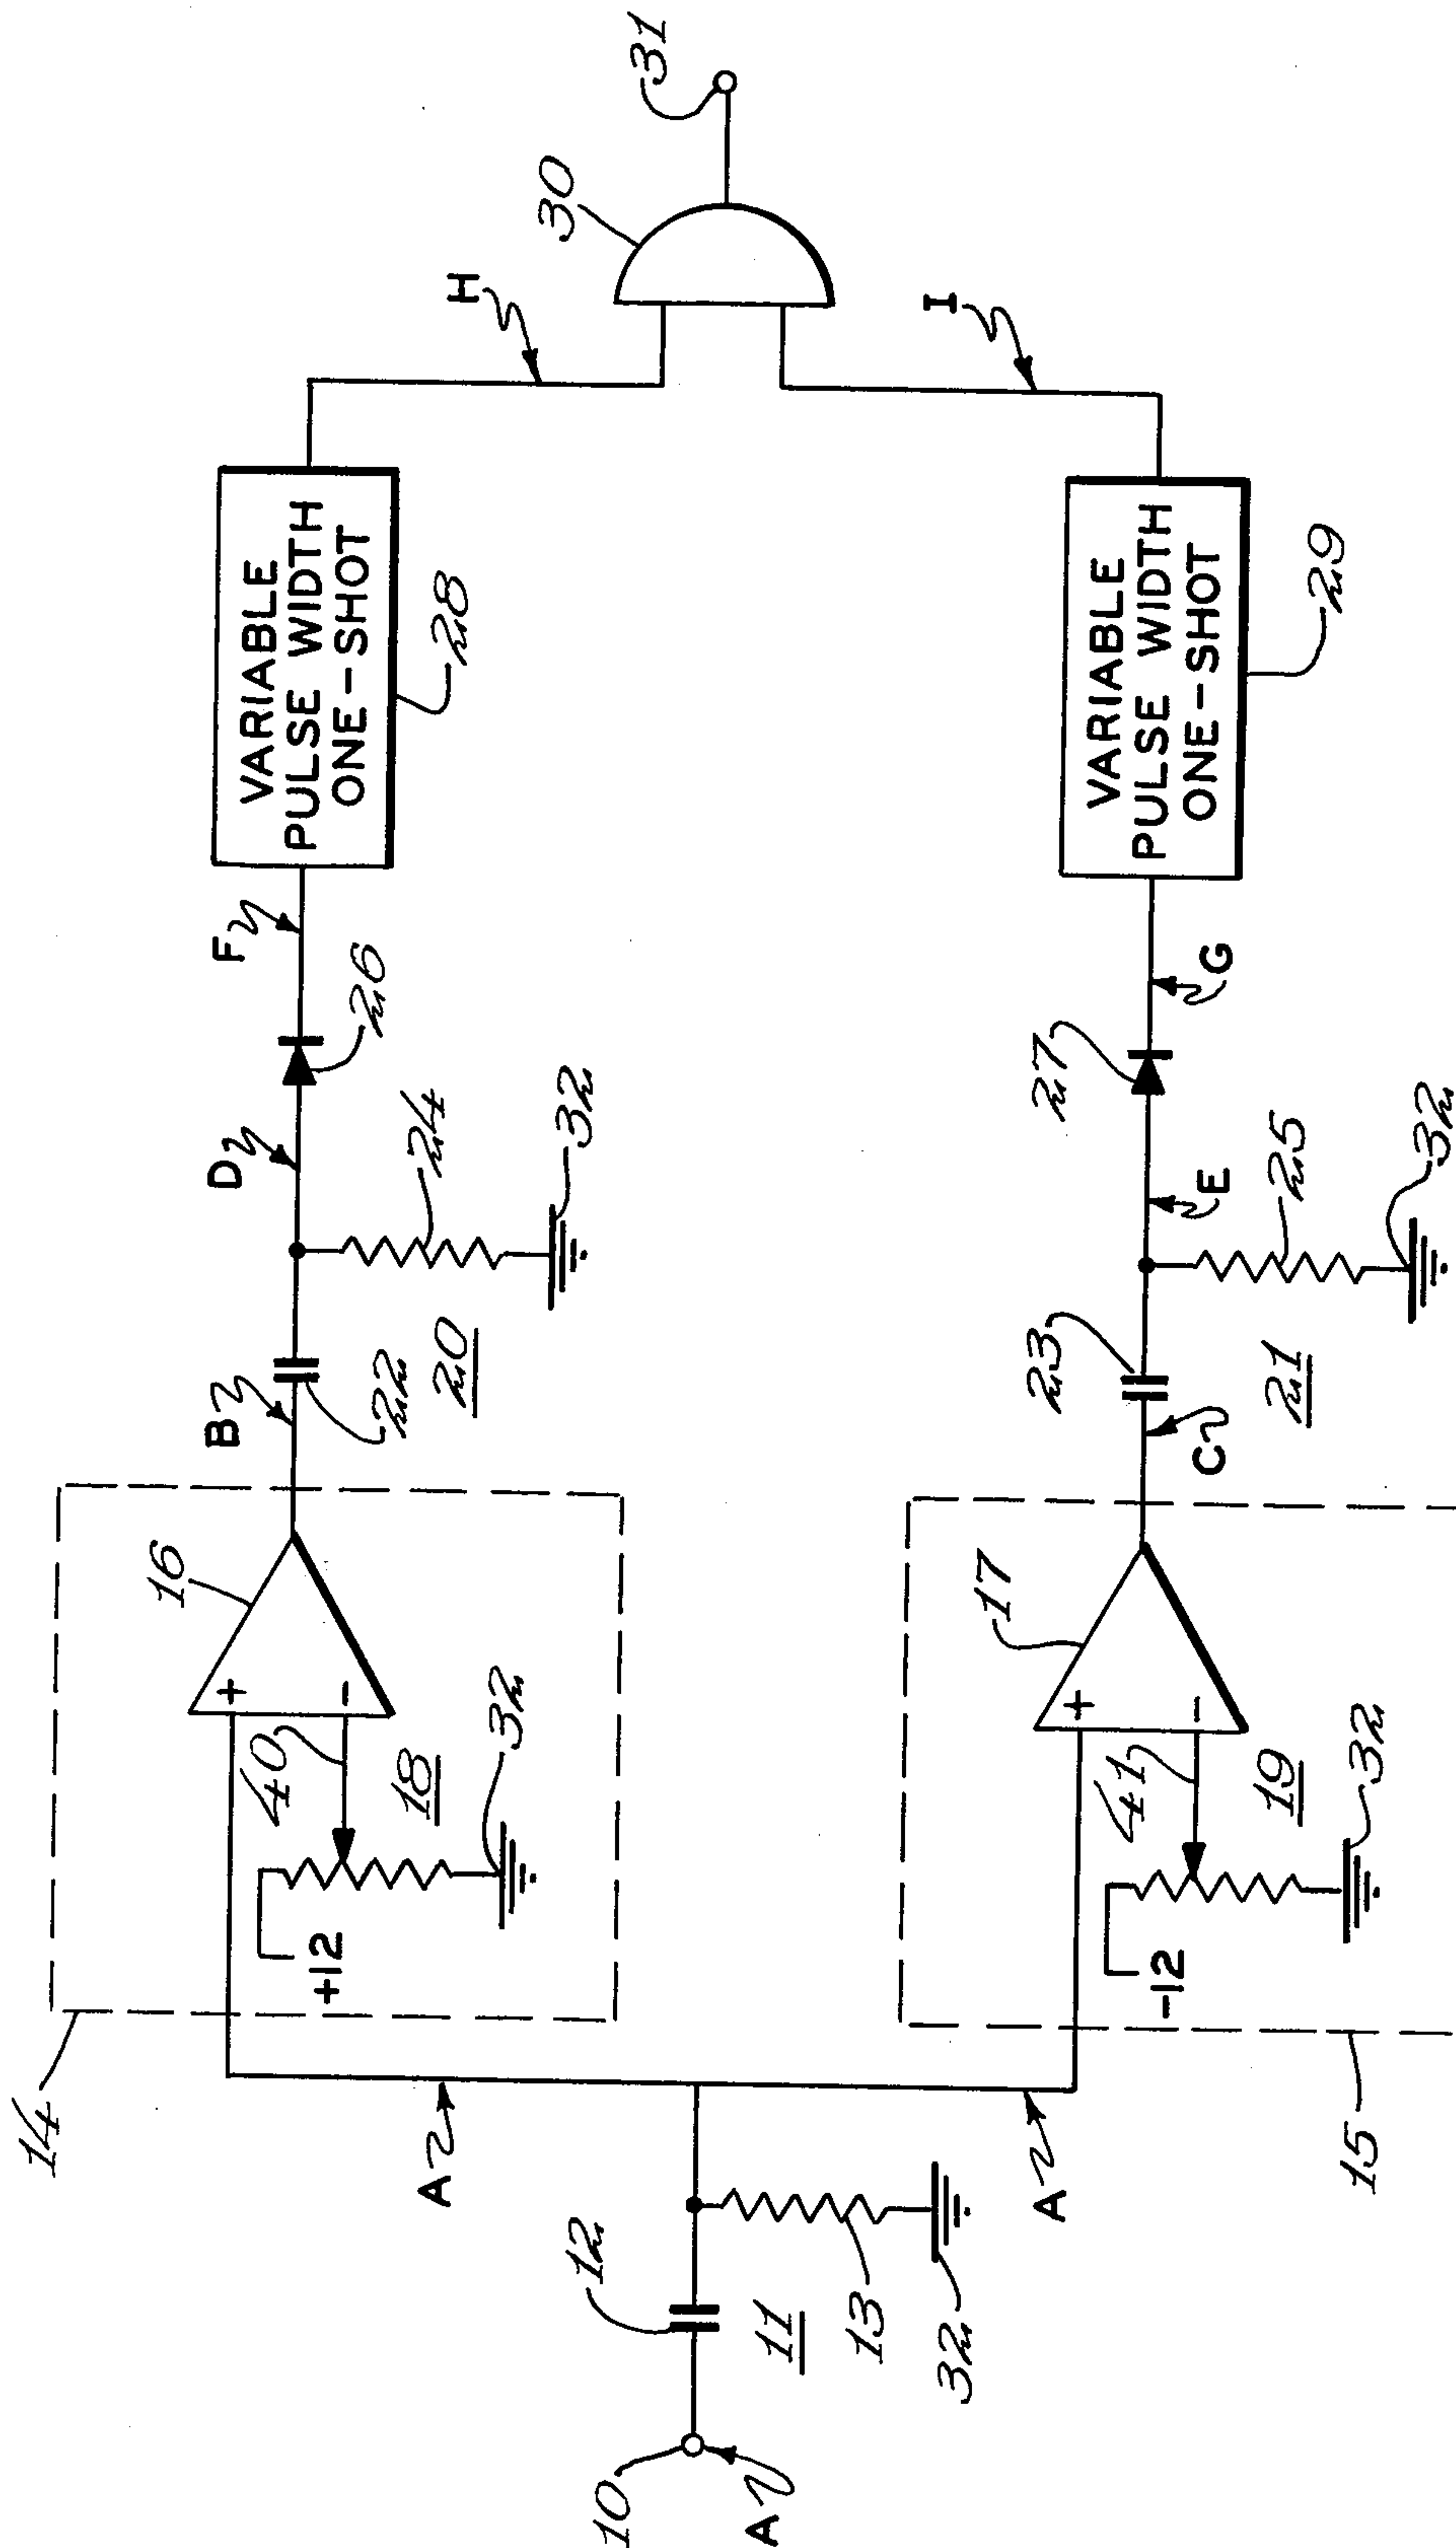 10
A
12
11
13
32
A
A
14
+12
40
18
32
16
+
-
15
-12
41
19
32
17
+
-
B
22
20
D
24
32
26
F
VARIABLE
PULSE WIDTH
ONE-SHOT
28
C
23
21
E
25
32
27
G
VARIABLE
PULSE WIDTH
ONE-SHOT
29
H
I
30
31